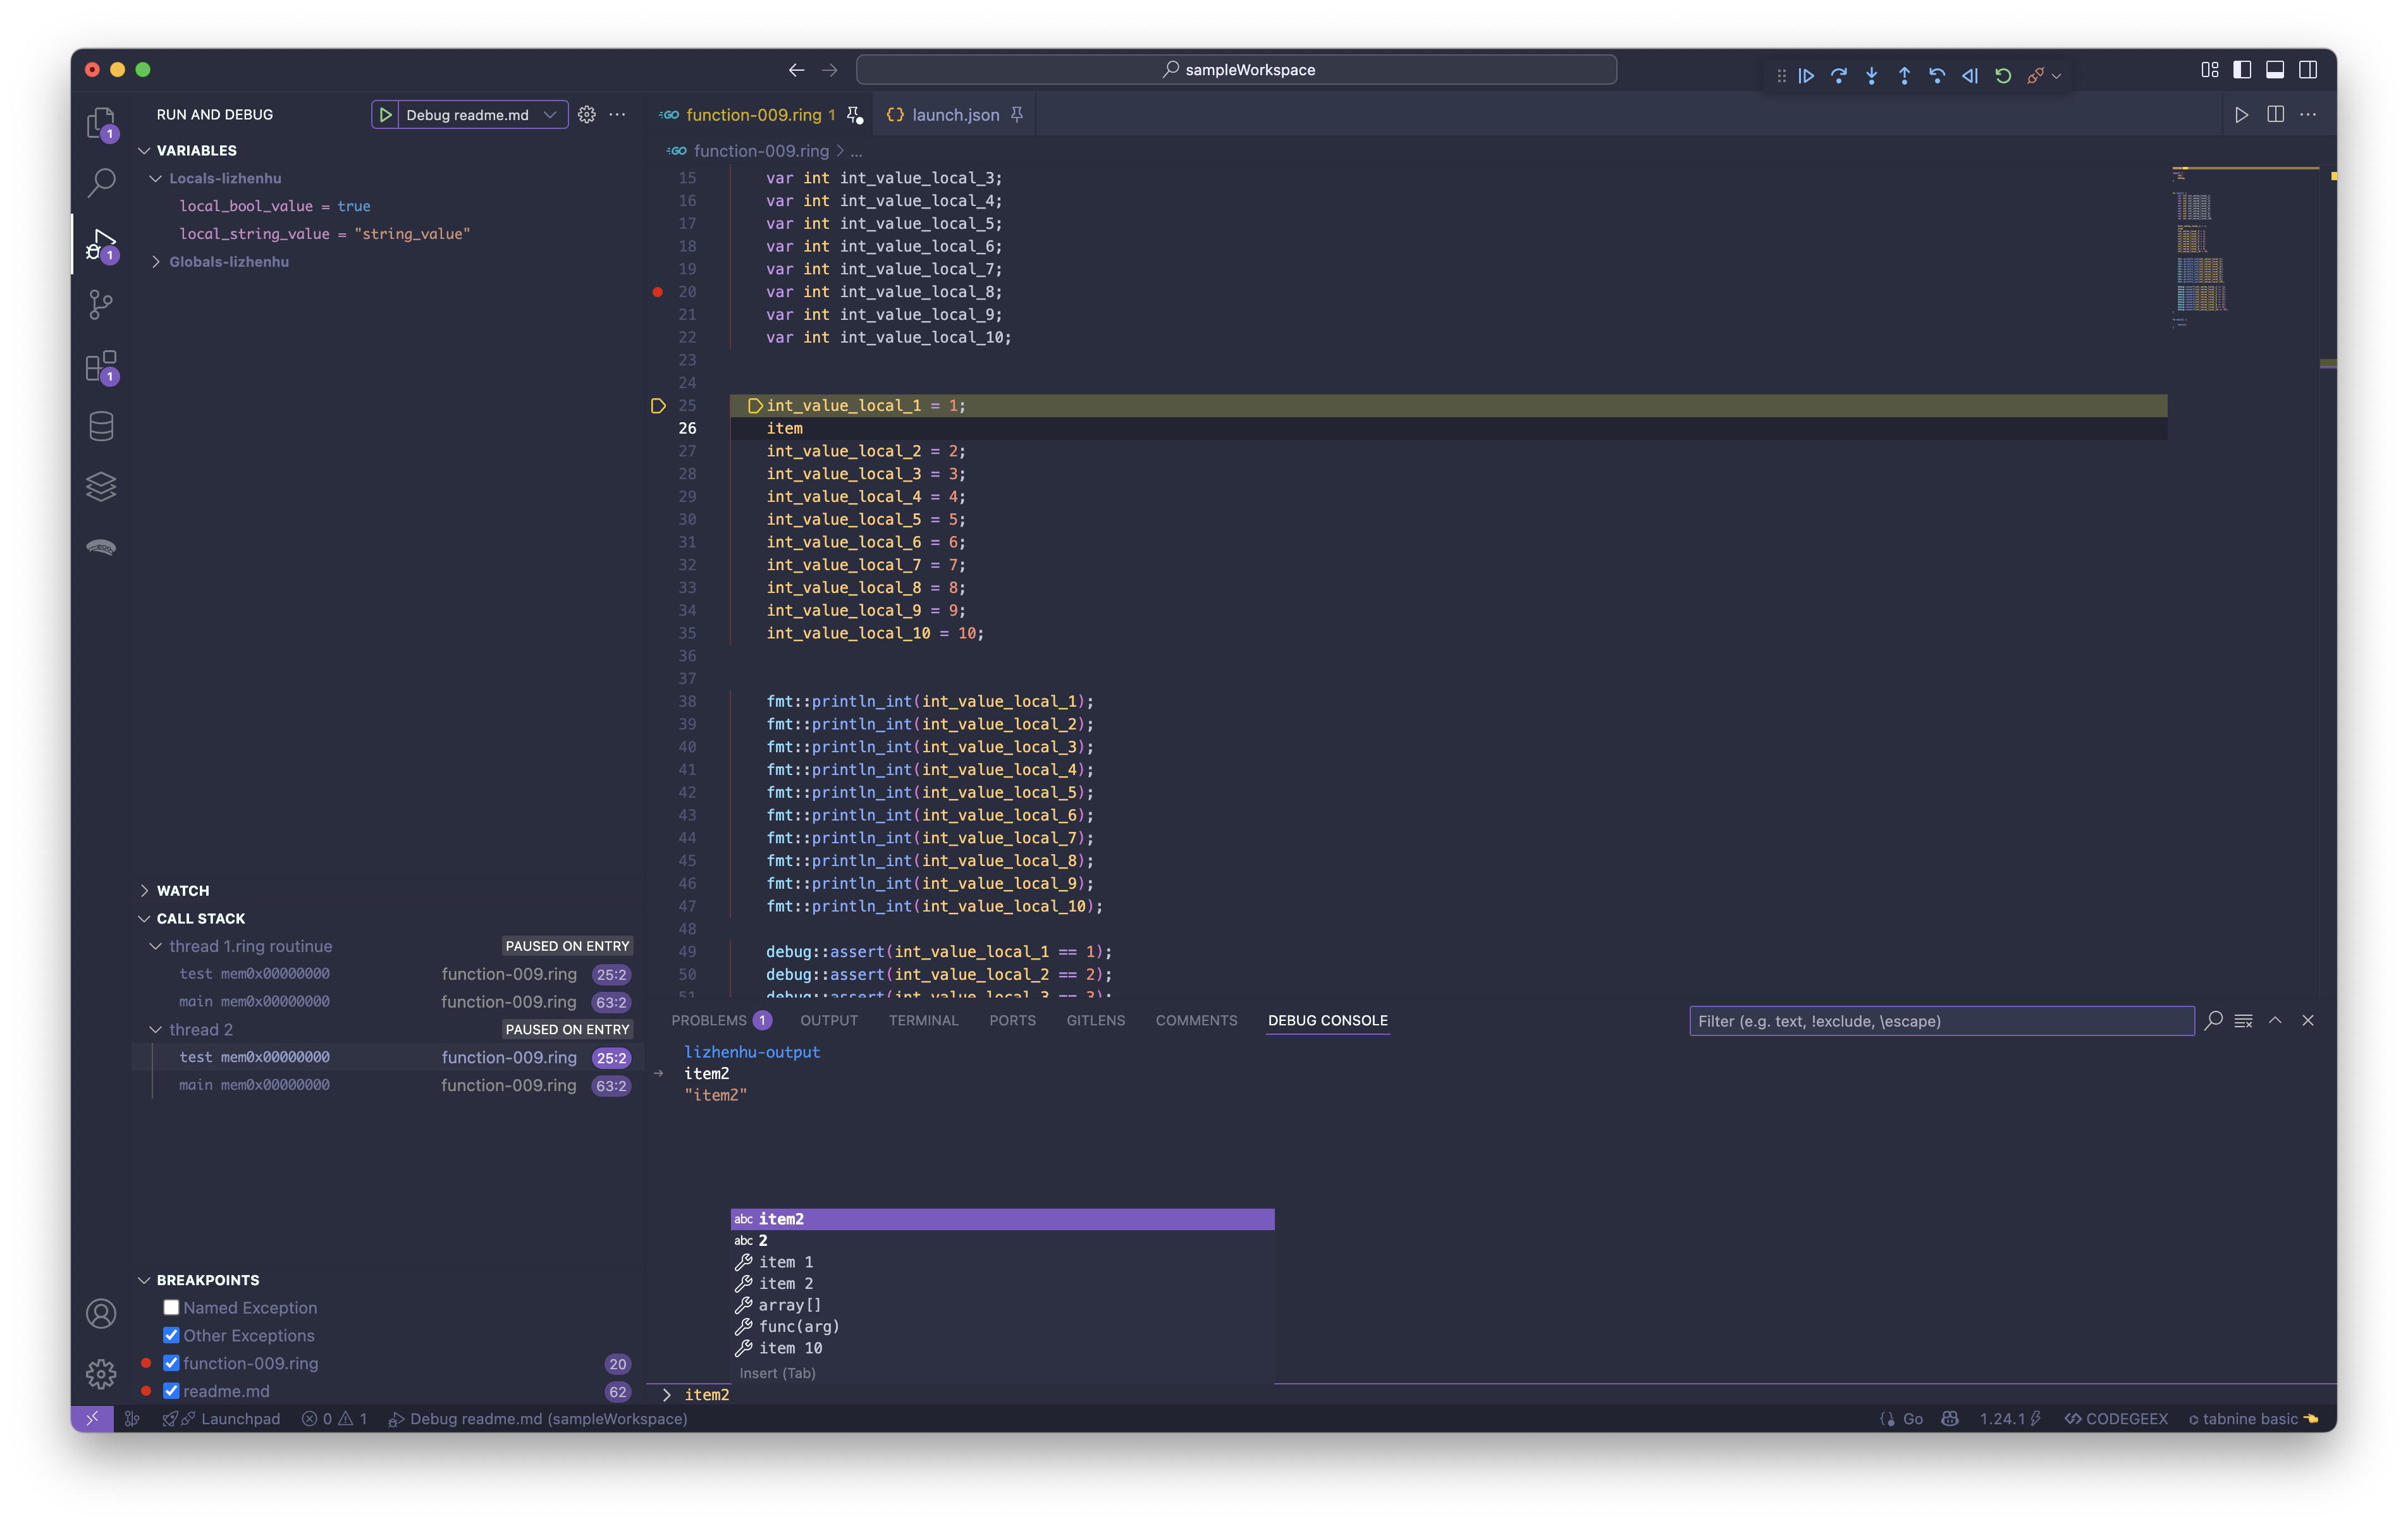 sampleWorkspace
RUN AND DEBUG
Debug readme.md
VARIABLES
Locals-lizhenhu
local_bool_value = true
local_string_value = "string_value"
Globals-lizhenhu
WATCH
CALL STACK
thread 1.ring routinue PAUSED ON ENTRY
test mem0x00000000 function-009.ring 25:2
main mem0x00000000 function-009.ring 63:2
thread 2 PAUSED ON ENTRY
test mem0x00000000 function-009.ring 25:2
main mem0x00000000 function-009.ring 63:2
BREAKPOINTS
Named Exception
Other Exceptions
function-009.ring 20
readme.md 62
1
1
1
function-009.ring 1
launch.json
function-009.ring > ...
15 var int int_value_local_3;
16 var int int_value_local_4;
17 var int int_value_local_5;
18 var int int_value_local_6;
19 var int int_value_local_7;
20 var int int_value_local_8;
21 var int int_value_local_9;
22 var int int_value_local_10;
23
24
25 int_value_local_1 = 1;
26 item
27 int_value_local_2 = 2;
28 int_value_local_3 = 3;
29 int_value_local_4 = 4;
30 int_value_local_5 = 5;
31 int_value_local_6 = 6;
32 int_value_local_7 = 7;
33 int_value_local_8 = 8;
34 int_value_local_9 = 9;
35 int_value_local_10 = 10;
36
37
38 fmt::println_int(int_value_local_1);
39 fmt::println_int(int_value_local_2);
40 fmt::println_int(int_value_local_3);
41 fmt::println_int(int_value_local_4);
42 fmt::println_int(int_value_local_5);
43 fmt::println_int(int_value_local_6);
44 fmt::println_int(int_value_local_7);
45 fmt::println_int(int_value_local_8);
46 fmt::println_int(int_value_local_9);
47 fmt::println_int(int_value_local_10);
48
49 debug::assert(int_value_local_1 == 1);
50 debug::assert(int_value_local_2 == 2);
51 debug::assert(int_value_local_3 == 3);
PROBLEMS 1 OUTPUT TERMINAL PORTS GITLENS COMMENTS DEBUG CONSOLE
Filter (e.g. text, !exclude, \escape)
lizhenhu-output
item2
"item2"
abc item2
abc 2
item 1
item 2
array[]
func(arg)
item 10
Insert (Tab)
> item2
Launchpad 0 1 Debug readme.md (sampleWorkspace)
Go 1.24.1 CODEGEEX tabnine basic